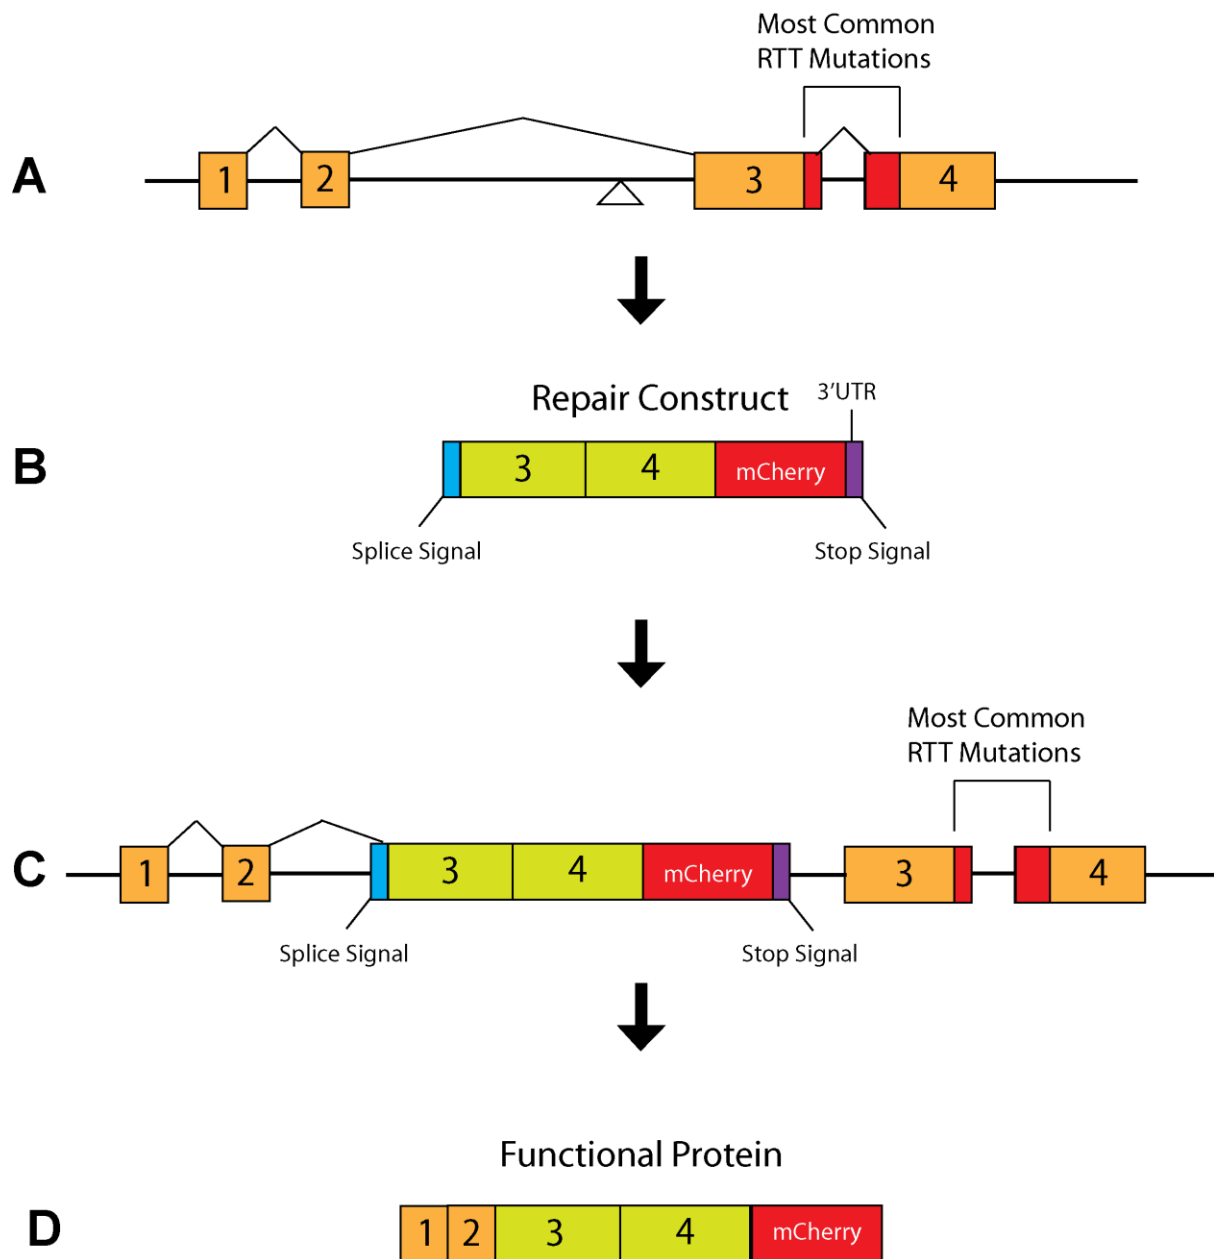 Most Common
RTT Mutations
A
1
2
3
4
Repair Construct
3'UTR
B
3
4
mCherry
Splice Signal
Stop Signal
Most Common
RTT Mutations
C
1
2
3
4
mCherry
3
4
Splice Signal
Stop Signal
Functional Protein
D
1
2
3
4
mCherry